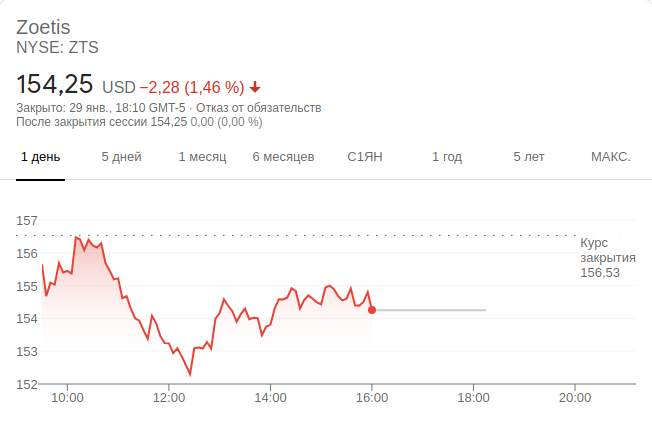 Zoetis
NYSE: ZTS
154,25 USD −2,28 (1,46 %)
Закрыто: 29 янв., 18:10 GMT-5 · Отказ от обязательств
После закрытия сессии 154,25 0,00 (0,00 %)
1 день 5 дней 1 месяц 6 месяцев С1ЯН 1 год 5 лет МАКС.
157
156
155
154
153
152
Курс
закрытия
156,53
10:00 12:00 14:00 16:00 18:00 20:00